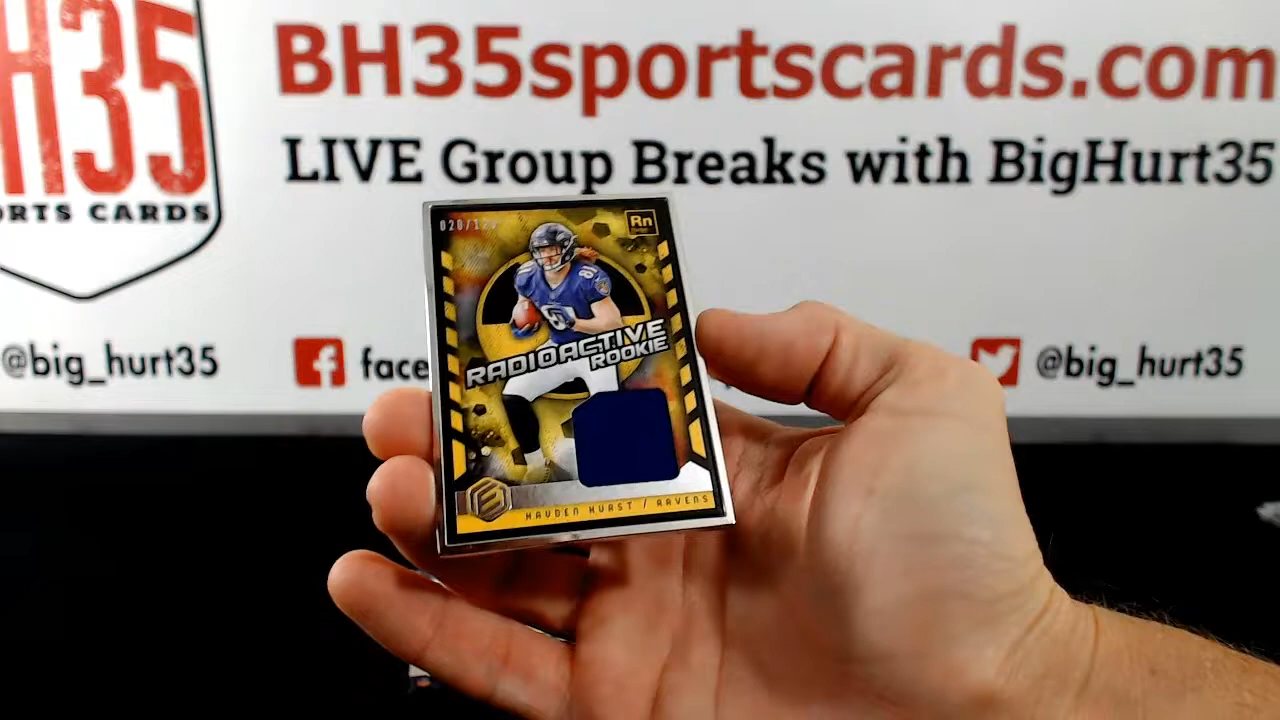 H35
ORTS CARDS
BH35sportscards.com
LIVE Group Breaks with BigHurt35
@big_hurt35
face
@big_hurt35
Rn
81
RADIOACTIVE
ROOKIE
E
HAYDEN HURST / RAVENS